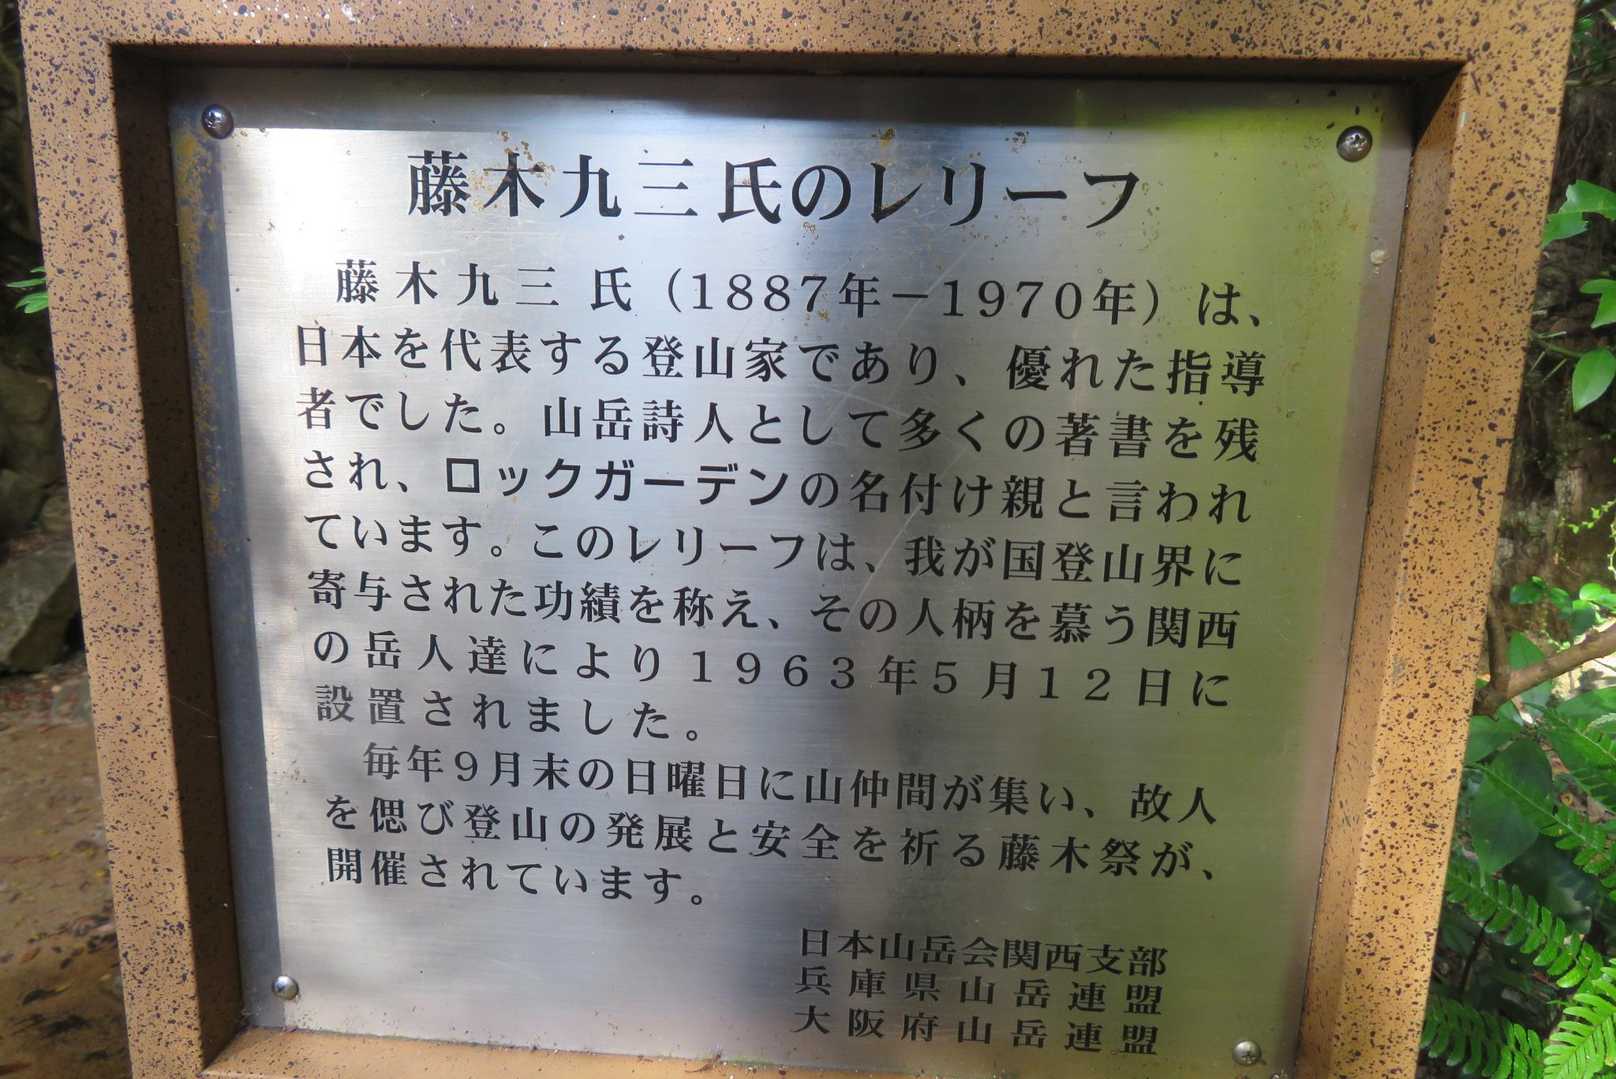 藤木九三氏のレリーフ
藤木九三氏（1887年－1970年）は、
日本を代表する登山家であり、優れた指導
者でした。山岳詩人として多くの著書を残
され、ロックガーデンの名付け親と言われ
ています。このレリーフは、我が国登山界に
寄与された功績を称え、その人柄を慕う関西
の岳人達により1963年5月12日に
設置されました。
毎年9月末の日曜日に山仲間が集い、故人
を偲び登山の発展と安全を祈る藤木祭が、
開催されています。
日本山岳会関西支部
兵庫県山岳連盟
大阪府山岳連盟